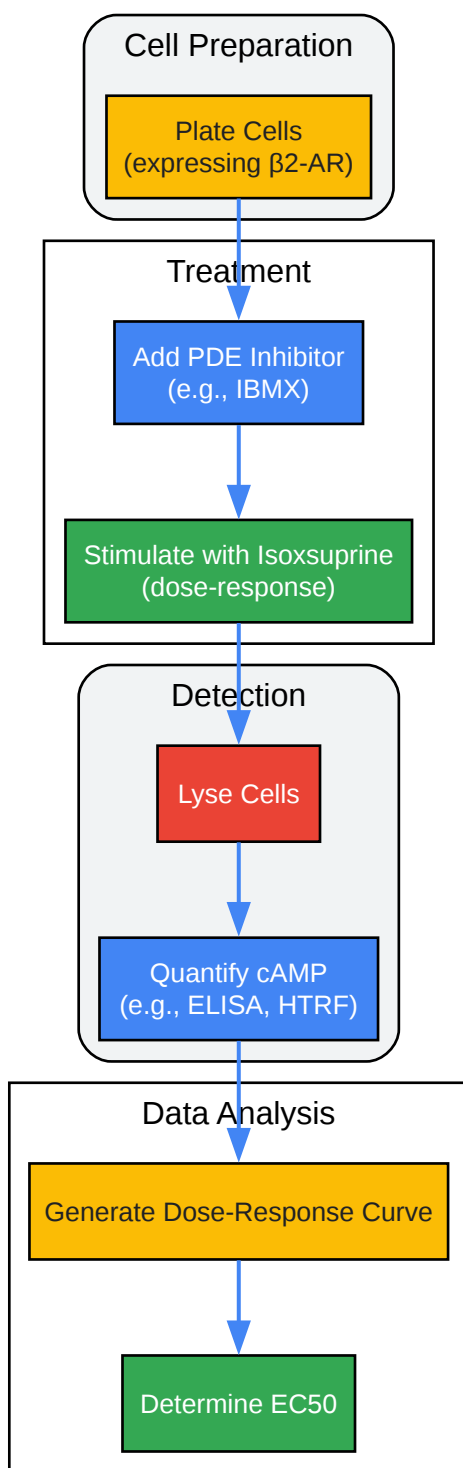 Cell Preparation
Plate Cells
(expressing β2-AR)
Treatment
Add PDE Inhibitor
(e.g., IBMX)
Stimulate with Isoxsuprine
(dose-response)
Detection
Lyse Cells
Quantify cAMP
(e.g., ELISA, HTRF)
Data Analysis
Generate Dose-Response Curve
Determine EC50